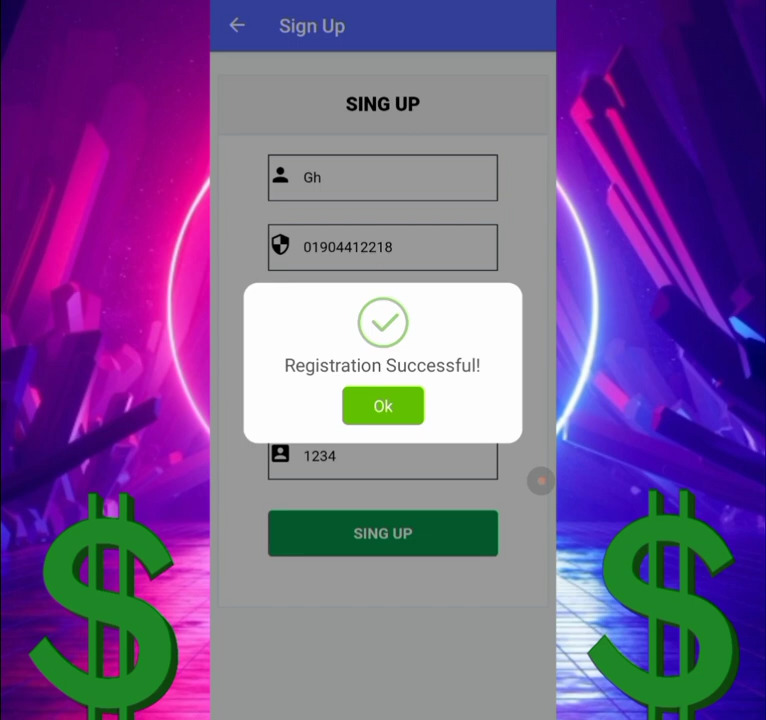 Sign Up
SING UP
Gh
01904412218
Registration Successful!
Ok
1234
SING UP
$ $